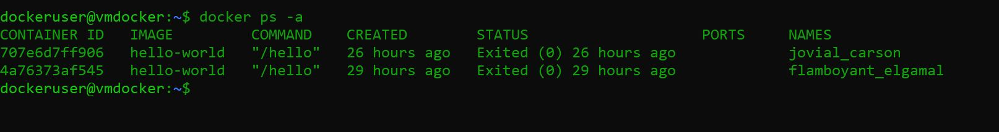 dockeruser@vmdocker:~$ docker ps -a
CONTAINER ID   IMAGE         COMMAND    CREATED        STATUS                    PORTS     NAMES
707e6d7ff906   hello-world   "/hello"   26 hours ago   Exited (0) 26 hours ago             jovial_carson
4a76373af545   hello-world   "/hello"   29 hours ago   Exited (0) 29 hours ago             flamboyant_elgamal
dockeruser@vmdocker:~$